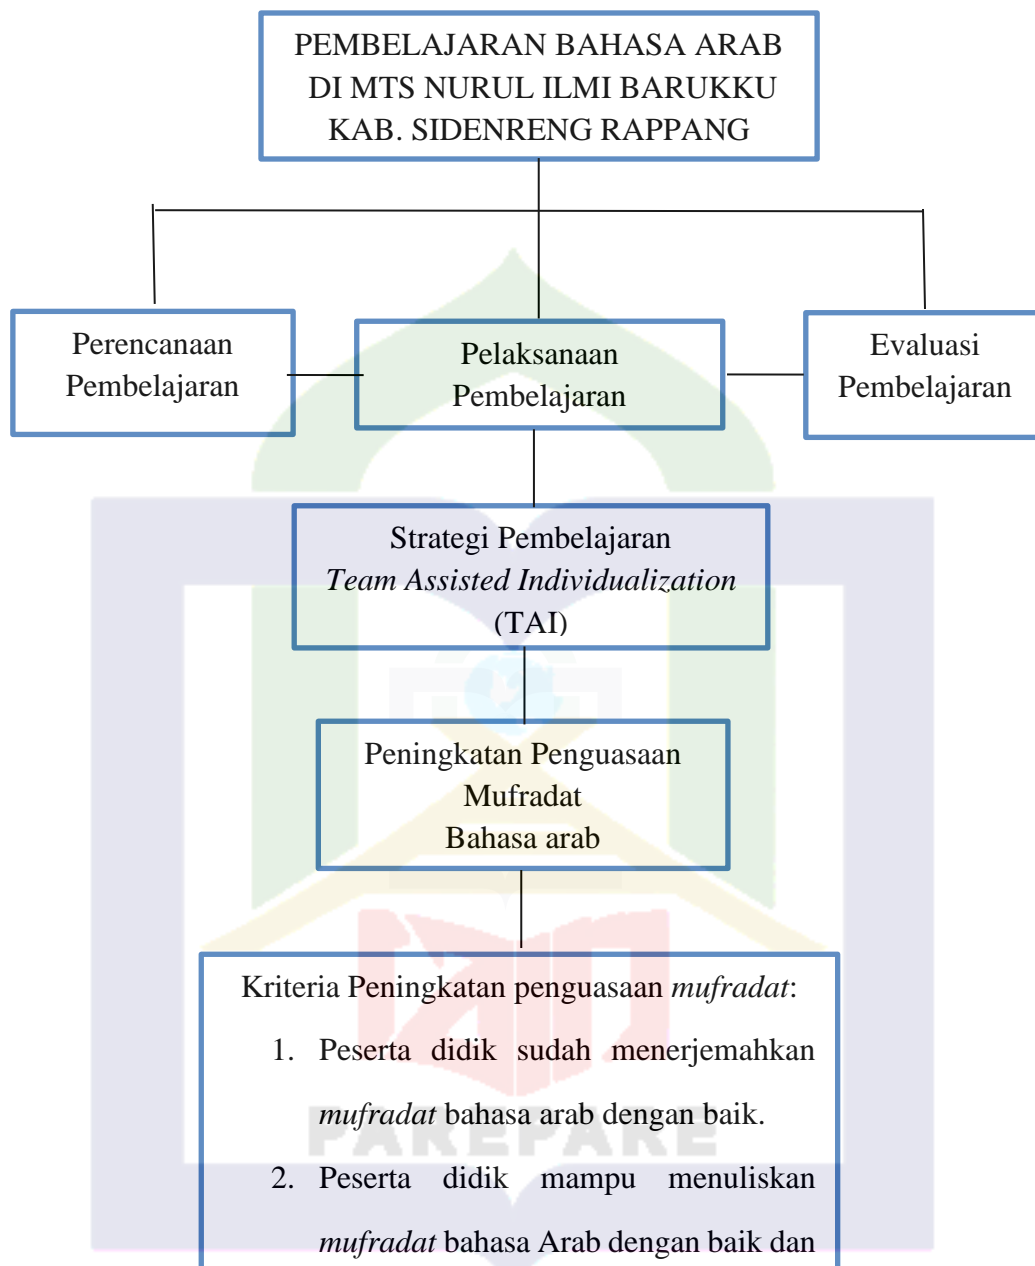 PEMBELAJARAN BAHASA ARAB
DI MTS NURUL ILMI BARUKKU
KAB. SIDENRENG RAPPANG
Perencanaan
Pembelajaran
Pelaksanaan
Pembelajaran
Evaluasi
Pembelajaran
Strategi Pembelajaran
Team Assisted Individualization
(TAI)
Peningkatan Penguasaan
Mufradat
Bahasa arab
Kriteria Peningkatan penguasaan mufradat:
1. Peserta didik sudah menerjemahkan
mufradat bahasa arab dengan baik.
2. Peserta didik mampu menuliskan
mufradat bahasa Arab dengan baik dan
PAREPARE